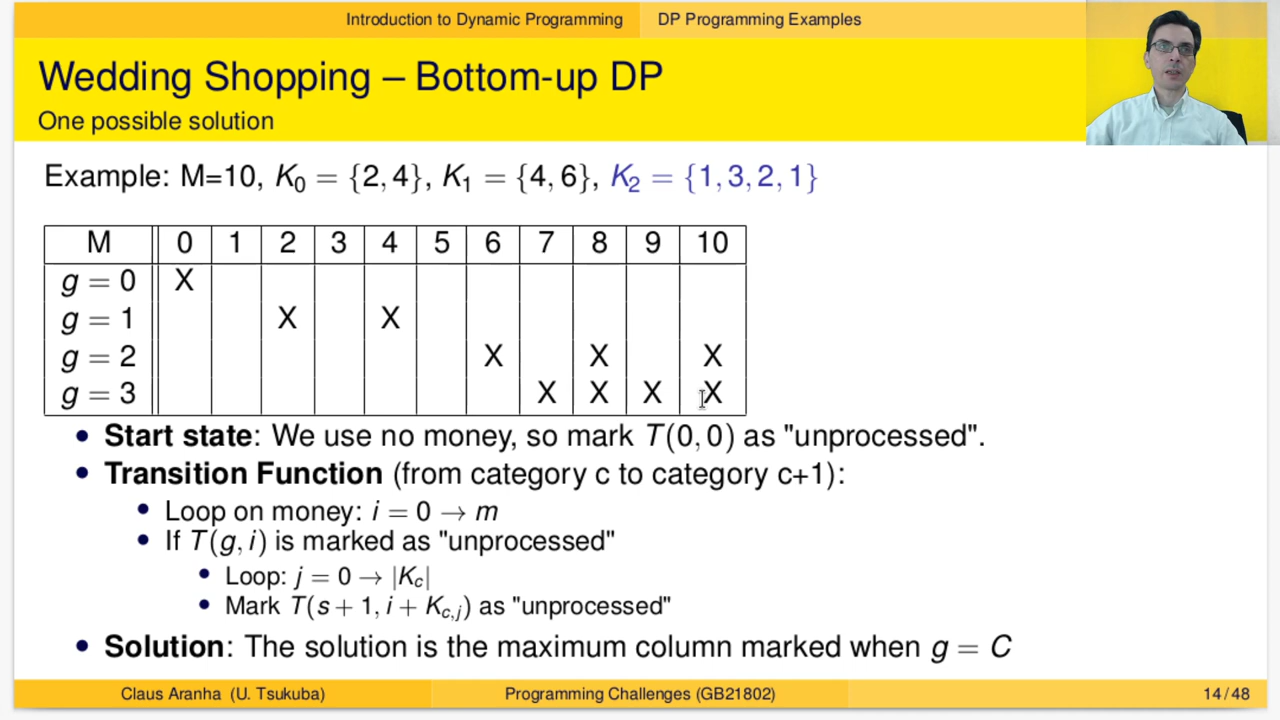 Introduction to Dynamic Programming DP Programming Examples
Wedding Shopping – Bottom-up DP
One possible solution
Example: M=10, K₀ = {2, 4}, K₁ = {4, 6}, K₂ = {1, 3, 2, 1}
M 0 1 2 3 4 5 6 7 8 9 10
g = 0 X
g = 1 X X
g = 2 X X X
g = 3 X X X X
• Start state: We use no money, so mark T(0, 0) as "unprocessed".
• Transition Function (from category c to category c+1):
• Loop on money: i = 0 → m
• If T(g, i) is marked as "unprocessed"
• Loop: j = 0 → |K_c|
• Mark T(s + 1, i + K_{c,j}) as "unprocessed"
• Solution: The solution is the maximum column marked when g = C
Claus Aranha (U. Tsukuba) Programming Challenges (GB21802) 14 / 48